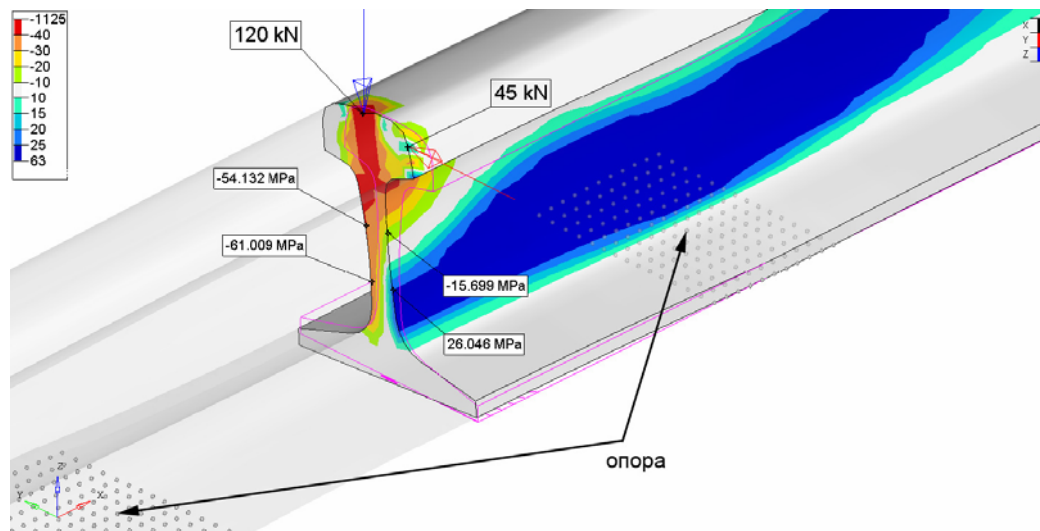 -1125
-40
-30
-20
-10
10
15
20
25
63
120 kN
45 kN
X
Y
Z
-54.132 MPa
-61.009 MPa
-15.699 MPa
26.046 MPa
опора
Z
Y
X